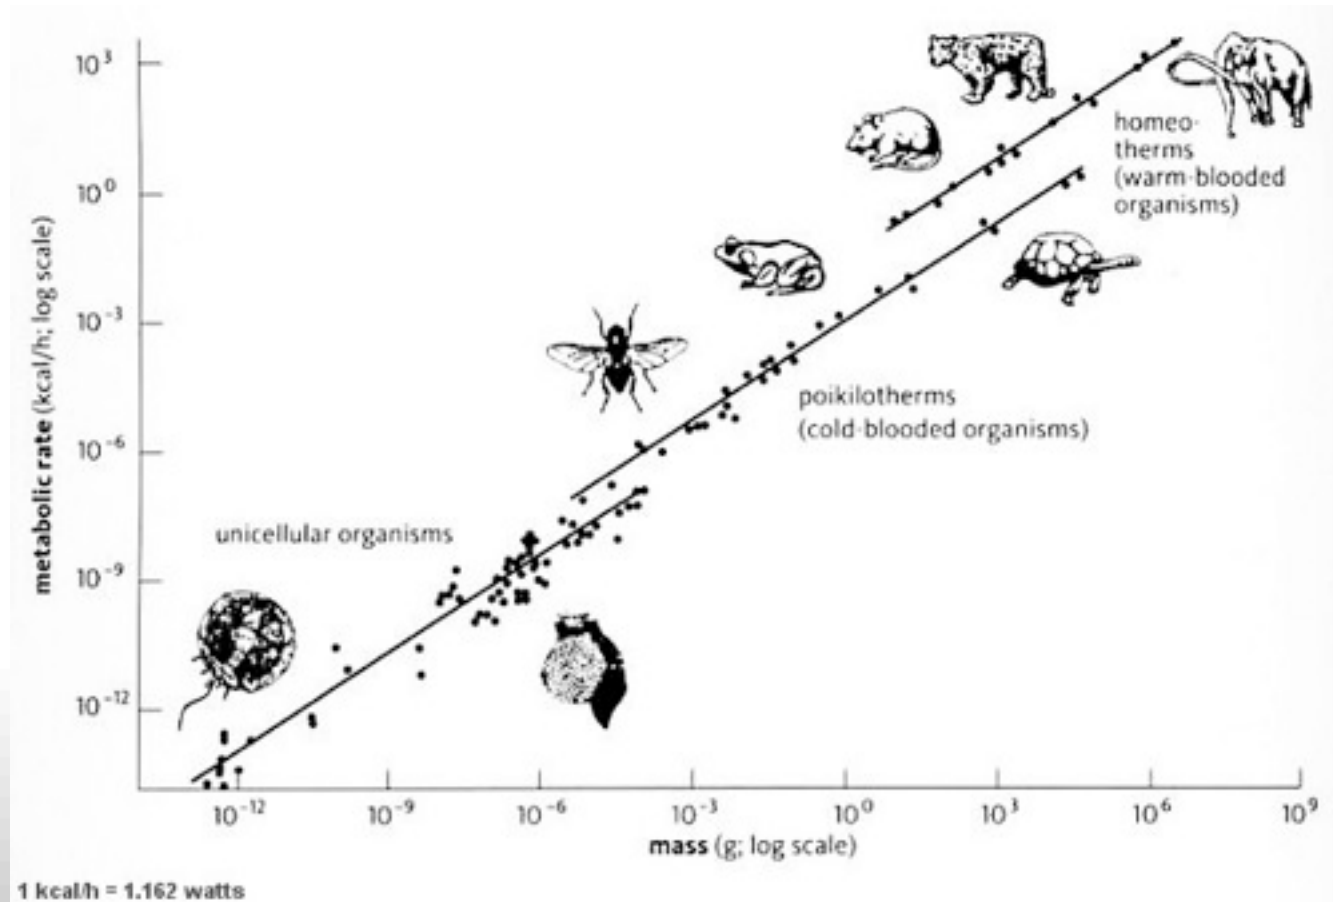 10³
10⁰
10⁻³
10⁻⁶
10⁻⁹
10⁻¹²
metabolic rate (kcal/h; log scale)
homeo-
therms
(warm-blooded
organisms)
poikilotherms
(cold-blooded organisms)
unicellular organisms
10⁻¹²
10⁻⁹
10⁻⁶
10⁻³
10⁰
10³
10⁶
10⁹
mass (g; log scale)
1 kcal/h = 1.162 watts